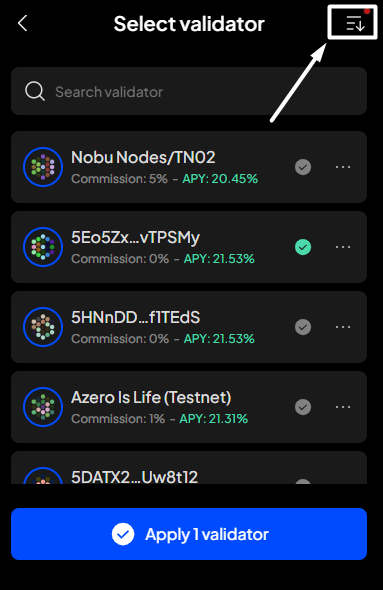 Select validator
Search validator
Nobu Nodes/TN02
Commission: 5% - APY: 20.45%
5Eo5Zx...vTPSMy
Commission: 0% - APY: 21.53%
5HNnDD...f1TEdS
Commission: 0% - APY: 21.53%
Azero Is Life (Testnet)
Commission: 1% - APY: 21.31%
5DATX2...Uw8t12
Apply 1 validator